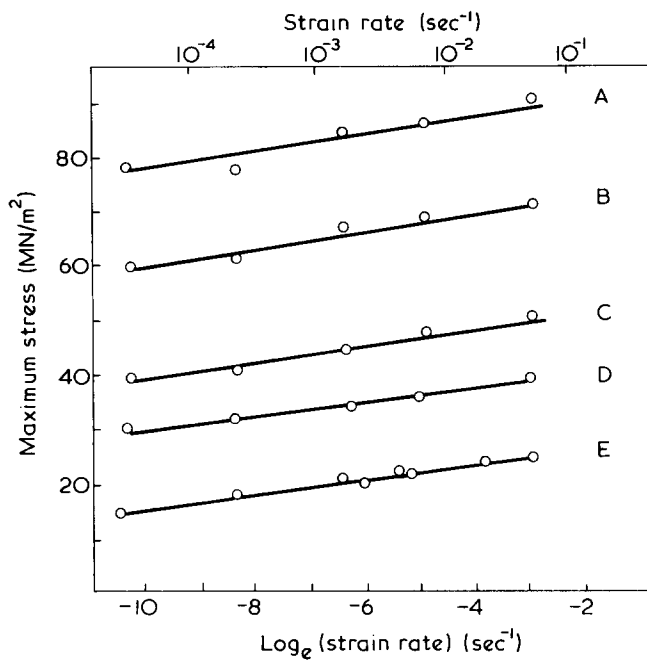 Strain rate (sec⁻¹)
10⁻⁴ 10⁻³ 10⁻² 10⁻¹
A
80
B
60
C
40
D
E
20
Maximum stress (MN/m²)
-10 -8 -6 -4 -2
Logₑ (strain rate) (sec⁻¹)